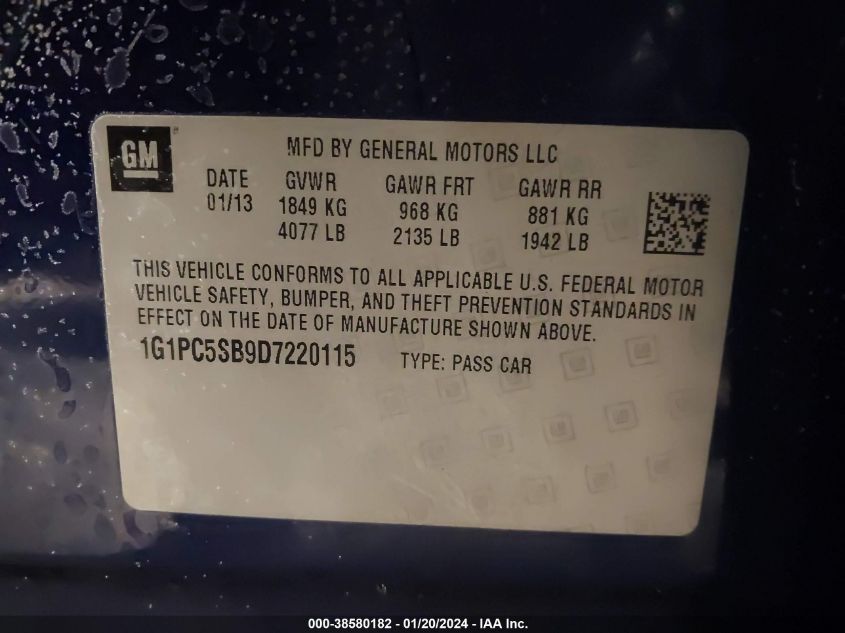 GM
MFD BY GENERAL MOTORS LLC
DATE GVWR GAWR FRT GAWR RR
01/13 1849 KG 968 KG 881 KG
4077 LB 2135 LB 1942 LB
THIS VEHICLE CONFORMS TO ALL APPLICABLE U.S. FEDERAL MOTOR
VEHICLE SAFETY, BUMPER, AND THEFT PREVENTION STANDARDS IN
EFFECT ON THE DATE OF MANUFACTURE SHOWN ABOVE.
1G1PC5SB9D7220115 TYPE: PASS CAR
000-38580182 - 01/20/2024 - IAA Inc.